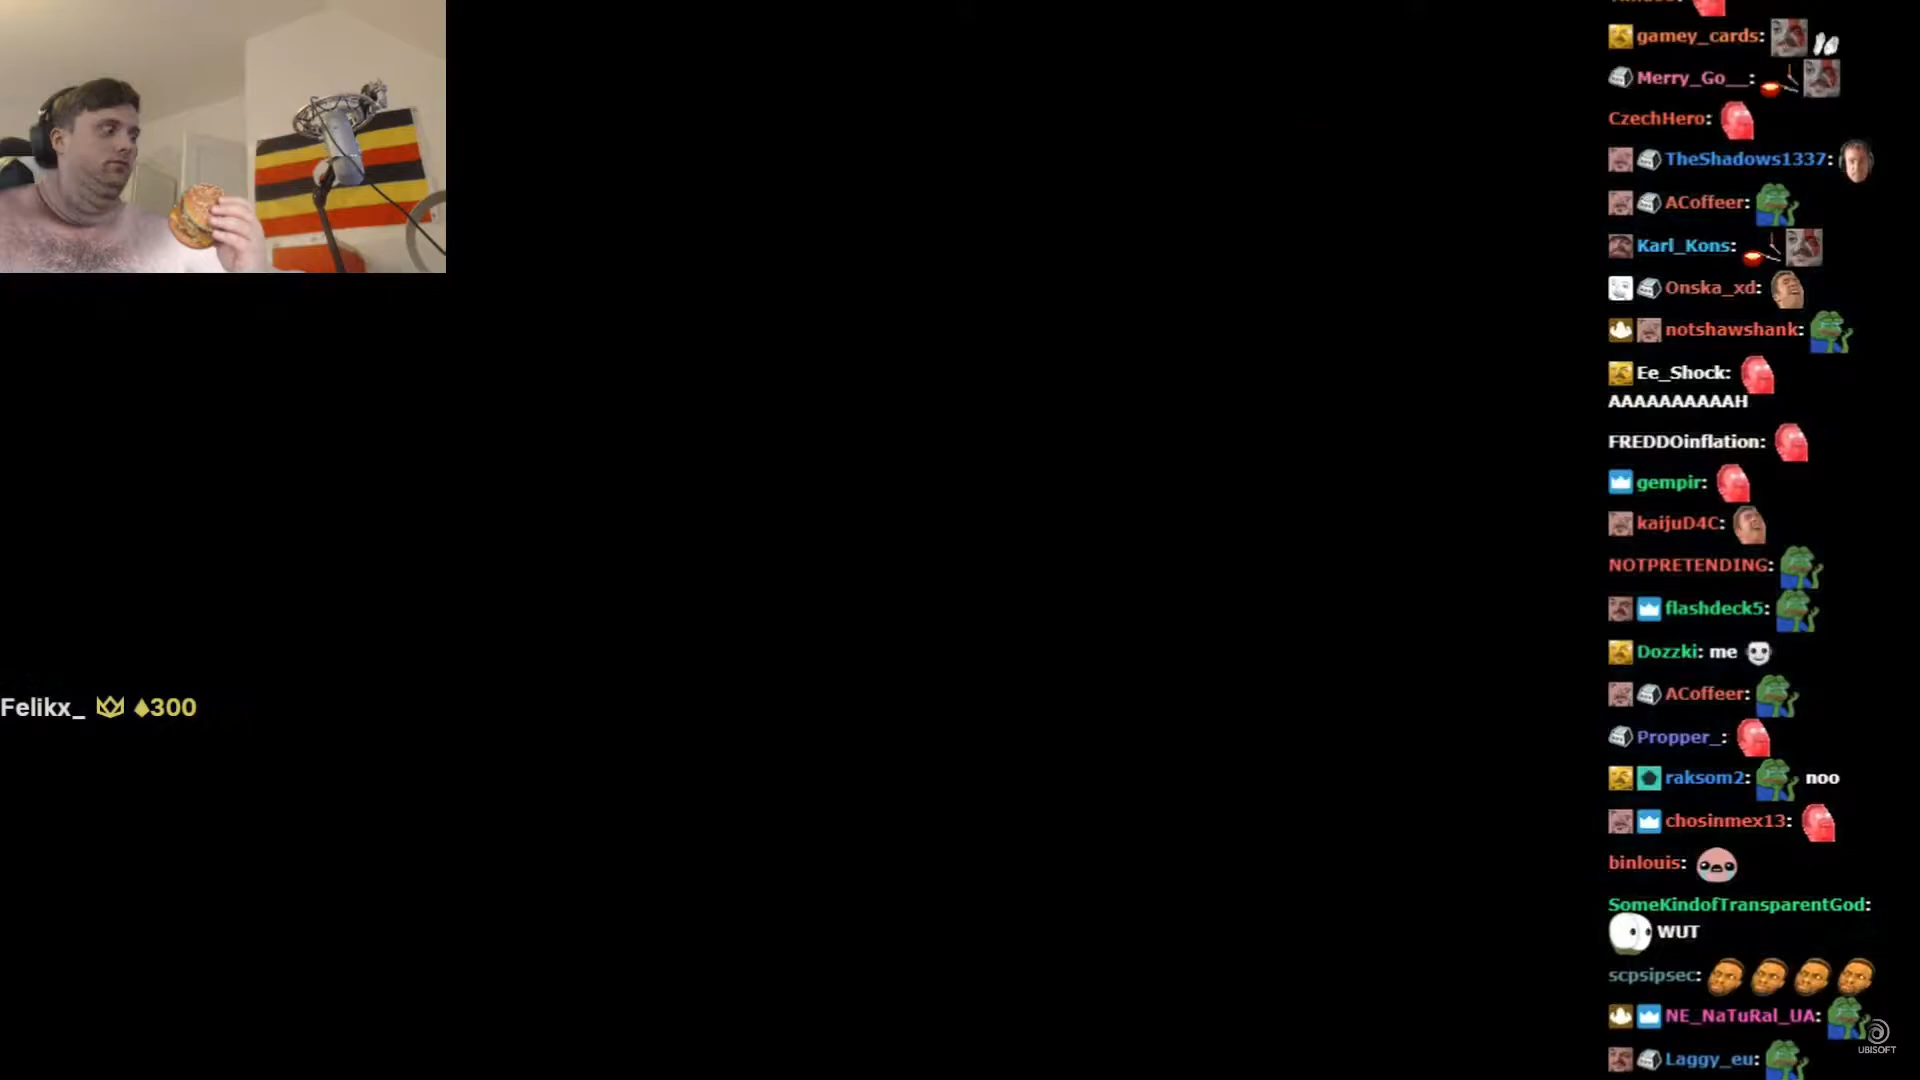 gamey_cards:
Merry_Go__:
CzechHero:
TheShadows1337:
ACoffeer:
Karl_Kons:
Onska_xd:
notshawshank:
Ee_Shock:
AAAAAAAAAAH
FREDDOinflation:
gempir:
kaijuD4C:
NOTPRETENDING:
flashdeck5:
Dozzki: me
ACoffeer:
Felikx_ 300
Propper_:
raksom2: noo
chosinmex13:
binlouis:
SomeKindofTransparentGod:
WUT
scpsipsec:
NE_NaTuRal_UA:
UBISOFT
Laggy_eu: